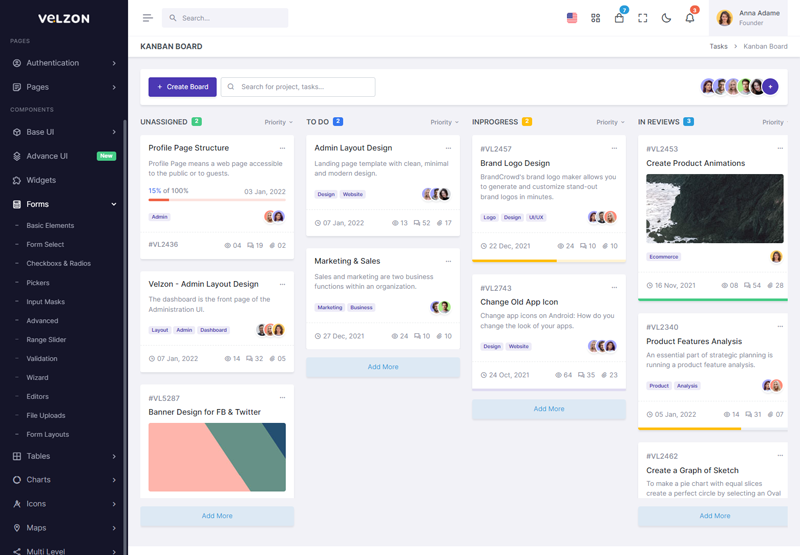 VELZON
Search...
7
5
Anna Adame
Founder
PAGES
Authentication
Pages
COMPONENTS
Base UI
Advance UI
New
Widgets
Forms
Basic Elements
Form Select
Checkboxs & Radios
Pickers
Input Masks
Advanced
Range Slider
Validation
Wizard
Editors
File Uploads
Form Layouts
Tables
Charts
Icons
Maps
Multi Level
KANBAN BOARD
Tasks > Kanban Board
+ Create Board
Search for project, tasks...
+
UNASSIGNED 2
Priority
Profile Page Structure
Profile Page means a web page accessible
to the public or to guests.
15% of 100%
03 Jan, 2022
Admin
#VL2436
04 19 02
Velzon - Admin Layout Design
The dashboard is the front page of the
Administration UI.
Layout Admin Dashboard
07 Jan, 2022
14 32 05
#VL5287
Banner Design for FB & Twitter
Add More
TO DO 2
Priority
Admin Layout Design
Landing page template with clean, minimal
and modern design.
Design Website
07 Jan, 2022
13 52 17
Marketing & Sales
Sales and marketing are two business
functions within an organization.
Marketing Business
27 Dec, 2021
24 10 10
Add More
INPROGRESS 2
Priority
#VL2457
Brand Logo Design
BrandCrowd's brand logo maker allows you
to generate and customize stand-out
brand logos in minutes.
Logo Design UI/UX
22 Dec, 2021
24 10 10
#VL2743
Change Old App Icon
Change app icons on Android: How do you
change the look of your apps.
Design Website
24 Oct, 2021
64 35 23
Add More
IN REVIEWS 3
Priority
#VL2453
Create Product Animations
Ecommerce
16 Nov, 2021
08 54 28
#VL2340
Product Features Analysis
An essential part of strategic planning is
running a product feature analysis.
Product Analysis
05 Jan, 2022
14 31 07
#VL2462
Create a Graph of Sketch
To make a pie chart with equal slices
create a perfect circle by selecting an Oval
Add More